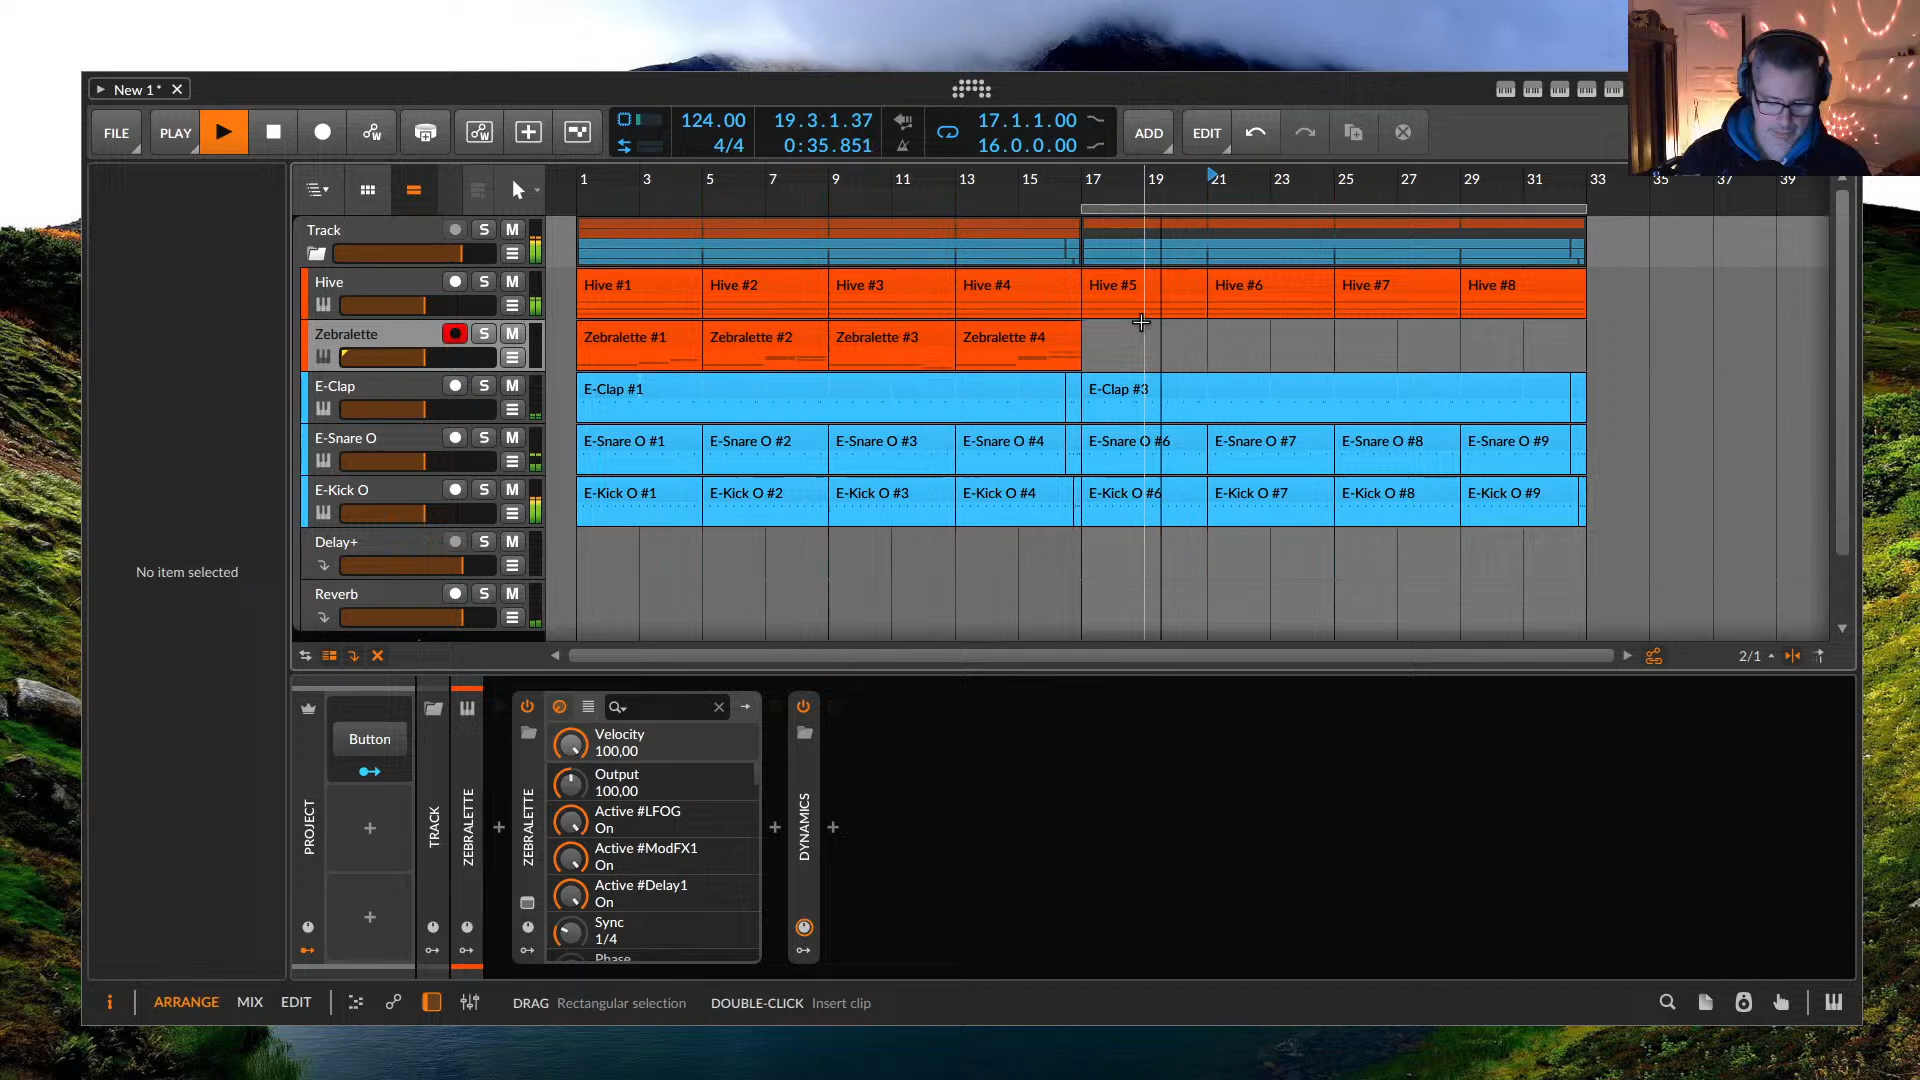 New 1*
FILE
PLAY
124.00
4/4
19.3.1.37
0:35.851
17.1.1.00
16.0.0.00
ADD
EDIT
1 3 5 7 9 11 13 15 17 19 21 23 25 27 29 31 33 35 37 39
Track S M
Hive S M
Hive #1 Hive #2 Hive #3 Hive #4 Hive #5 Hive #6 Hive #7 Hive #8
Zebralette S M
Zebralette #1 Zebralette #2 Zebralette #3 Zebralette #4
E-Clap S M
E-Clap #1 E-Clap #3
E-Snare O S M
E-Snare O #1 E-Snare O #2 E-Snare O #3 E-Snare O #4 E-Snare O #6 E-Snare O #7 E-Snare O #8 E-Snare O #9
E-Kick O S M
E-Kick O #1 E-Kick O #2 E-Kick O #3 E-Kick O #4 E-Kick O #6 E-Kick O #7 E-Kick O #8 E-Kick O #9
No item selected
Delay+ S M
Reverb S M
2/1
Button
PROJECT
TRACK
ZEBRALETTE
ZEBRALETTE
Velocity
100,00
Output
100,00
Active #LFOG
On
Active #ModFX1
On
Active #Delay1
On
Sync
1/4
Phase
DYNAMICS
i
ARRANGE
MIX
EDIT
DRAG Rectangular selection
DOUBLE-CLICK Insert clip